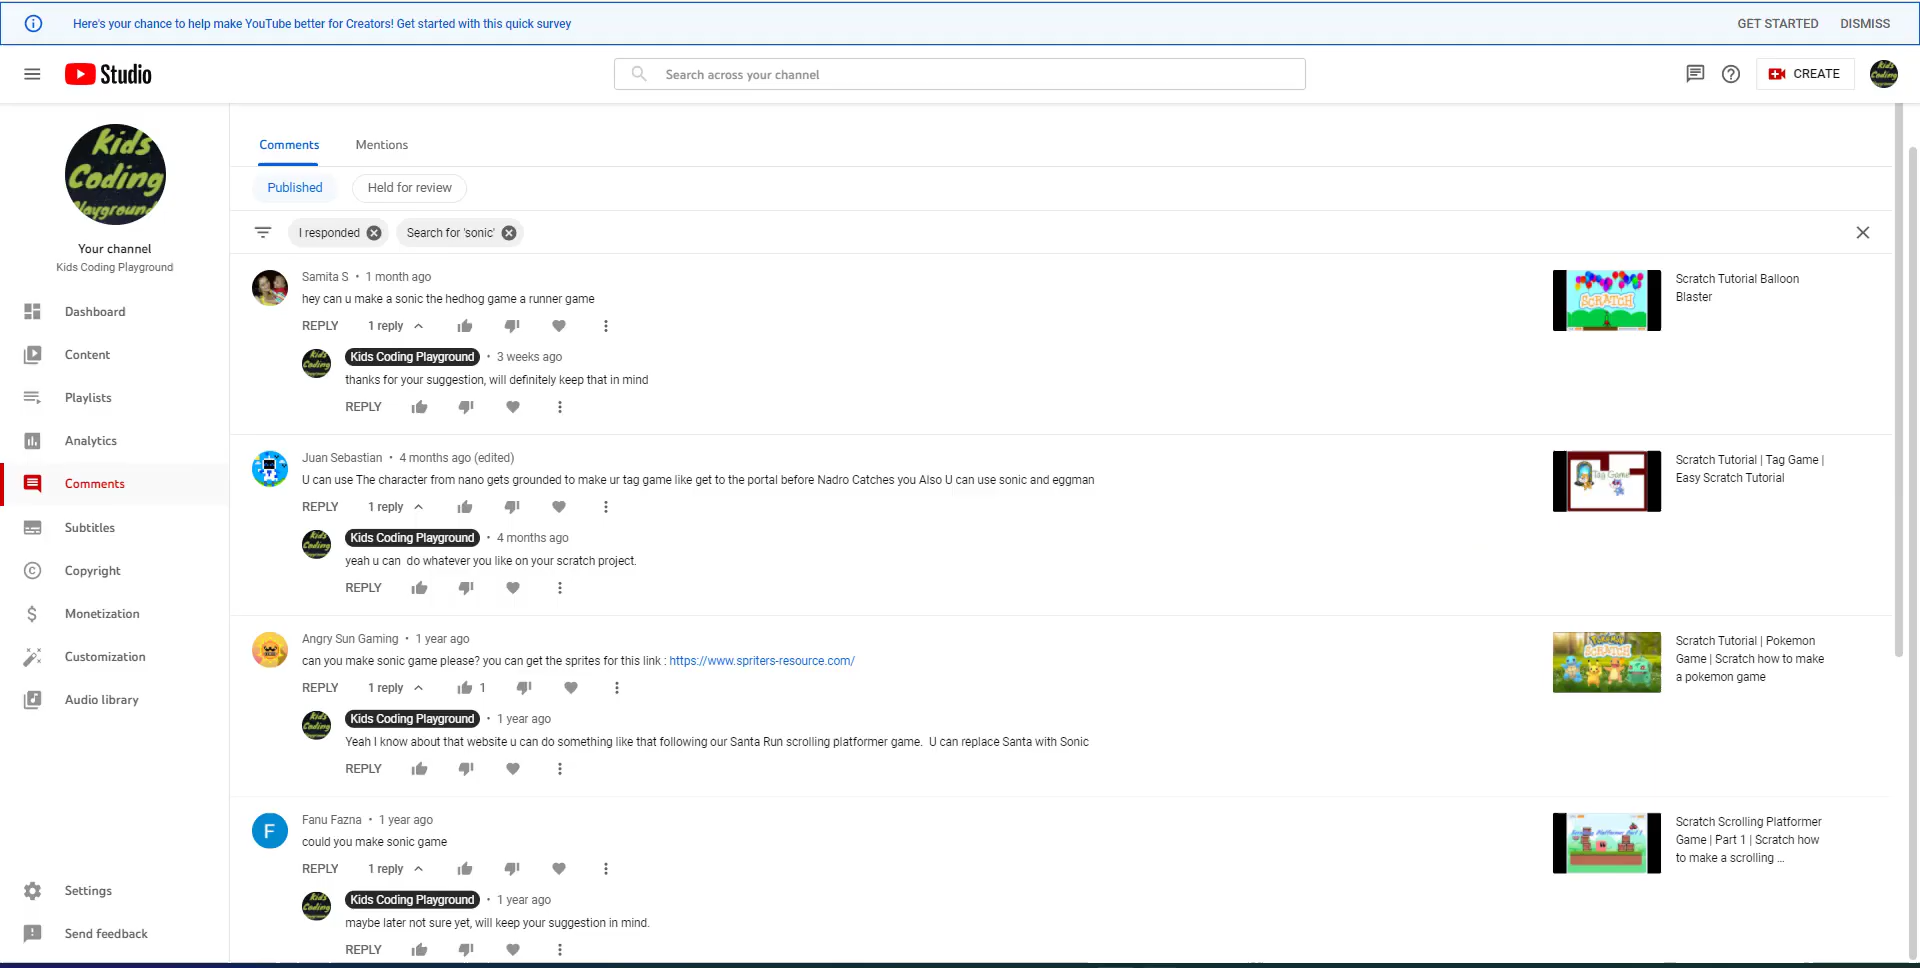 Here's your chance to help make YouTube better for Creators! Get started with this quick survey
GET STARTED
DISMISS
Studio
Search across your channel
CREATE
Kids
Coding
Playground
Your channel
Kids Coding Playground
Dashboard
Content
Playlists
Analytics
Comments
Subtitles
Copyright
Monetization
Customization
Audio library
Settings
Send feedback
Comments
Mentions
Published
Held for review
I responded
Search for 'sonic'
Samita S • 1 month ago
hey can u make a sonic the hedhog game a runner game
REPLY 1 reply
Kids Coding Playground • 3 weeks ago
thanks for your suggestion, will definitely keep that in mind
REPLY
SCRATCH
Scratch Tutorial Balloon
Blaster
Juan Sebastian • 4 months ago (edited)
U can use The character from nano gets grounded to make ur tag game like get to the portal before Nadro Catches you Also U can use sonic and eggman
REPLY 1 reply
Kids Coding Playground • 4 months ago
yeah u can  do whatever you like on your scratch project.
REPLY
Tag Game
Scratch Tutorial | Tag Game |
Easy Scratch Tutorial
Angry Sun Gaming • 1 year ago
can you make sonic game please? you can get the sprites for this link : https://www.spriters-resource.com/
REPLY 1 reply 1
Kids Coding Playground • 1 year ago
Yeah I know about that website u can do something like that following our Santa Run scrolling platformer game.  U can replace Santa with Sonic
REPLY
POKEMON
SCRATCH
Scratch Tutorial | Pokemon
Game | Scratch how to make
a pokemon game
F
Fanu Fazna • 1 year ago
could you make sonic game
REPLY 1 reply
Kids Coding Playground • 1 year ago
maybe later not sure yet, will keep your suggestion in mind.
REPLY
Scratch Scrolling Platformer
Game | Part 1 | Scratch how
to make a scrolling ...